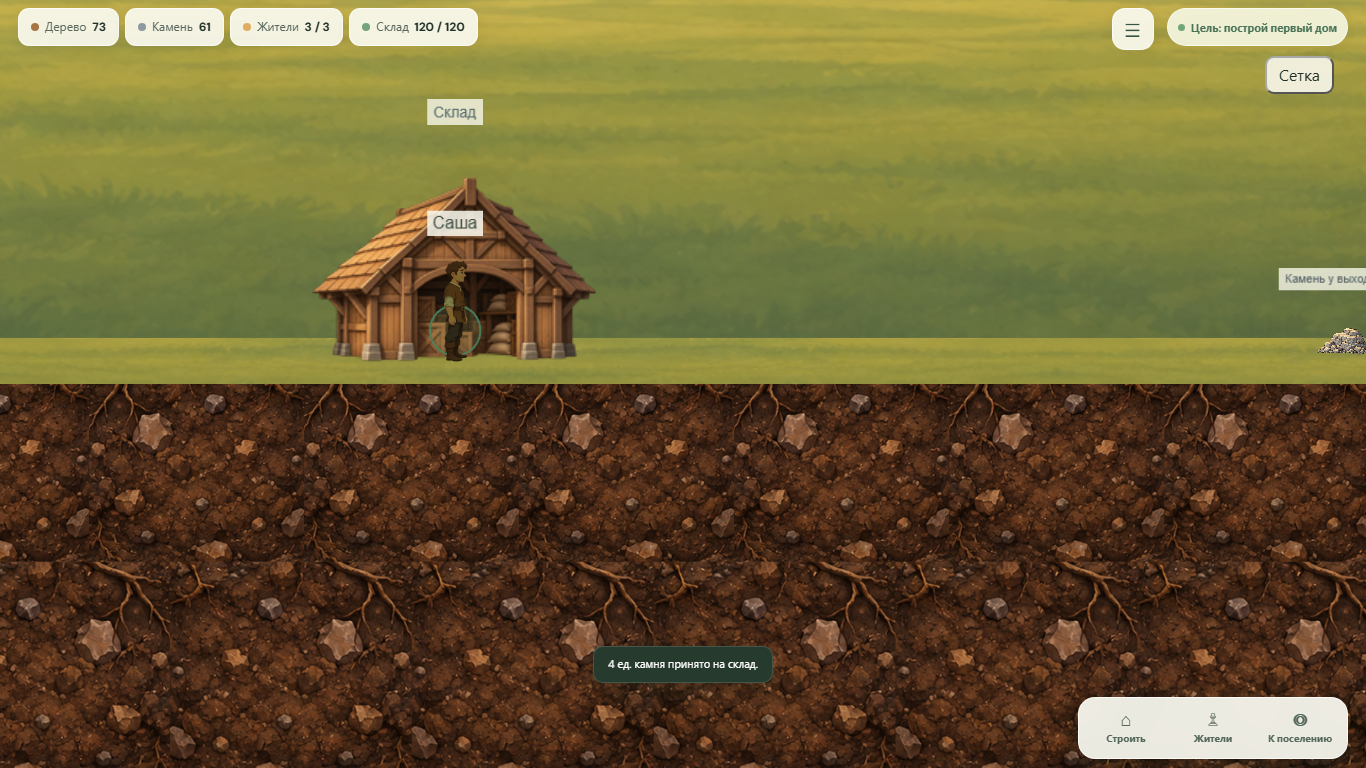 Дерево 73
Камень 61
Жители 3 / 3
Склад 120 / 120
Цель: построй первый дом
Сетка
Склад
Саша
Камень у
4 ед. камня принято на склад.
Строить
Жители
К поселению